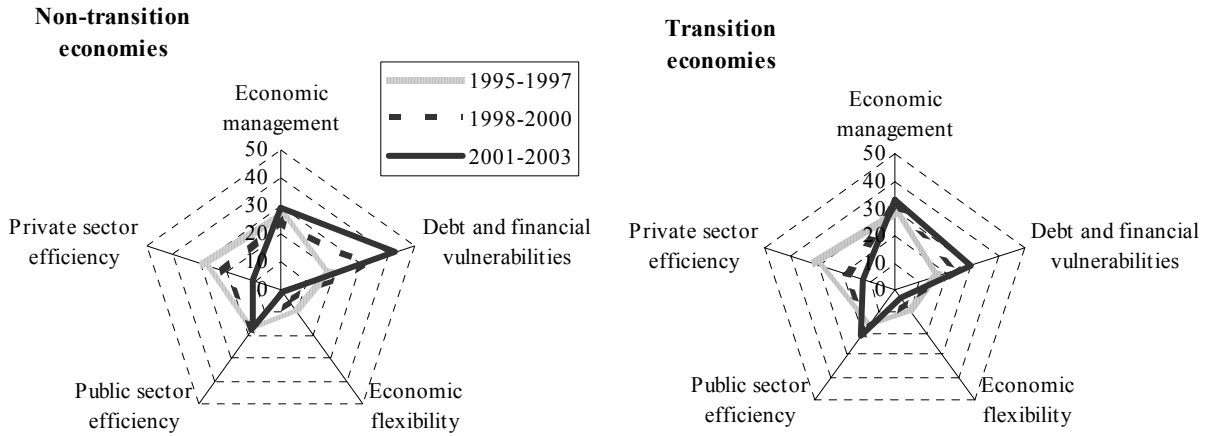 Non-transition
economies
1995-1997
1998-2000
2001-2003
Economic
management
50
40
30
20
10
0
Private sector
efficiency
Debt and financial
vulnerabilities
Public sector
efficiency
Economic
flexibility
Transition
economies
Economic
management
50
40
30
20
10
0
Private sector
efficiency
Debt and financial
vulnerabilities
Public sector
efficiency
Economic
flexibility